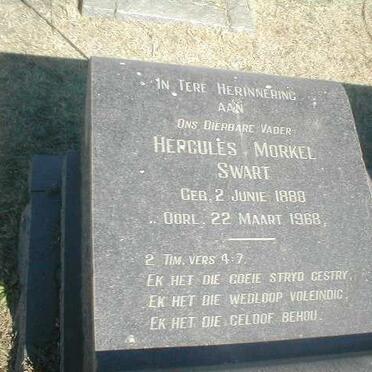 IN TERE HERINNERING
AAN
ONS DIERBARE VADER
HERCULES MORKEL
SWART
GEB. 2 JUNIE 1880
OORL. 22 MAART 1968.
2 TIM. VERS 4:7.
EK HET DIE GOEIE STRYD GESTRY,
EK HET DIE WEDLOOP VOLEINDIG,
EK HET DIE GELOOF BEHOU.